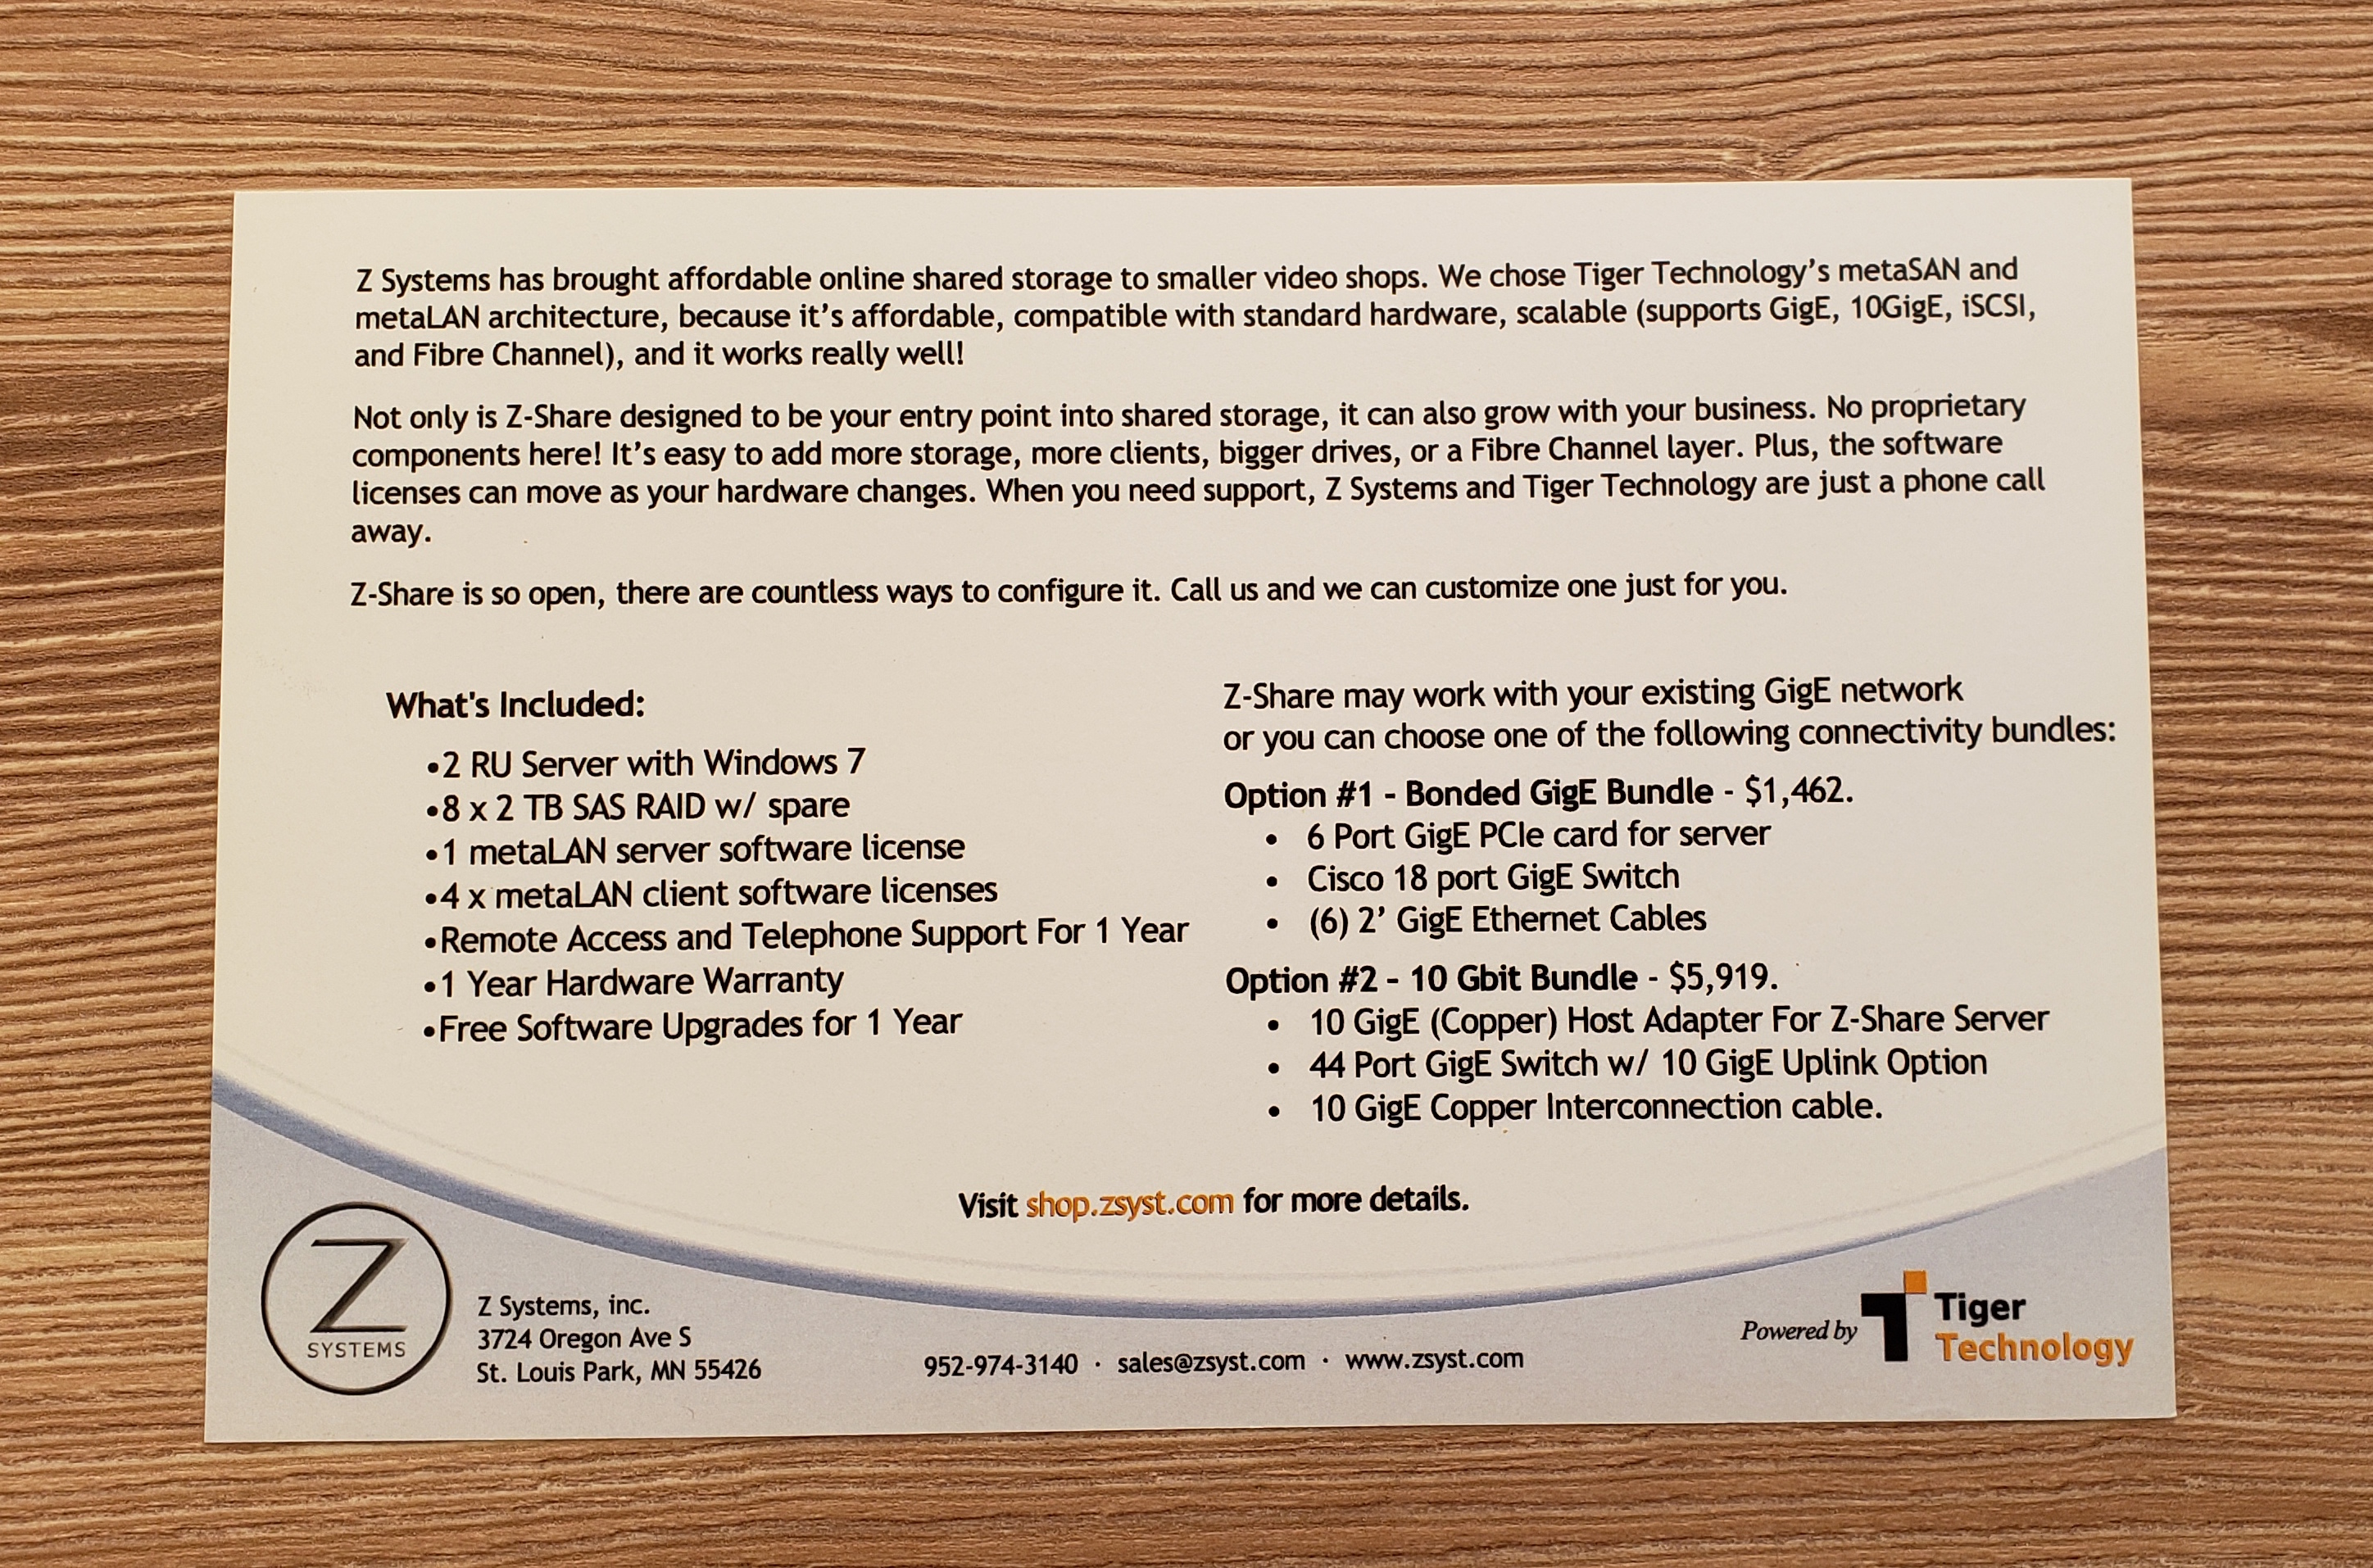 Z Systems has brought affordable online shared storage to smaller video shops. We chose Tiger Technology’s metaSAN and
metaLAN architecture, because it’s affordable, compatible with standard hardware, scalable (supports GigE, 10GigE, iSCSI,
and Fibre Channel), and it works really well!
Not only is Z-Share designed to be your entry point into shared storage, it can also grow with your business. No proprietary
components here! It’s easy to add more storage, more clients, bigger drives, or a Fibre Channel layer. Plus, the software
licenses can move as your hardware changes. When you need support, Z Systems and Tiger Technology are just a phone call
away.
Z-Share is so open, there are countless ways to configure it. Call us and we can customize one just for you.
What's Included:
•2 RU Server with Windows 7
•8 x 2 TB SAS RAID w/ spare
•1 metaLAN server software license
•4 x metaLAN client software licenses
•Remote Access and Telephone Support For 1 Year
•1 Year Hardware Warranty
•Free Software Upgrades for 1 Year
Z-Share may work with your existing GigE network
or you can choose one of the following connectivity bundles:
Option #1 - Bonded GigE Bundle - $1,462.
• 6 Port GigE PCIe card for server
• Cisco 18 port GigE Switch
• (6) 2’ GigE Ethernet Cables
Option #2 - 10 Gbit Bundle - $5,919.
• 10 GigE (Copper) Host Adapter For Z-Share Server
• 44 Port GigE Switch w/ 10 GigE Uplink Option
• 10 GigE Copper Interconnection cable.
Visit shop.zsyst.com for more details.
Z
SYSTEMS
Z Systems, inc.
3724 Oregon Ave S
St. Louis Park, MN 55426
952-974-3140 · sales@zsyst.com · www.zsyst.com
Powered by
Tiger
Technology